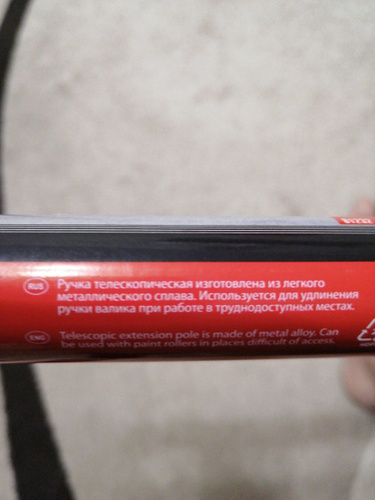 RUS
Ручка телескопическая изготовлена из легкого
металлического сплава. Используется для удлинения
ручки валика при работе в труднодоступных местах.
ENG
Telescopic extension pole is made of metal alloy. Can
be used with paint rollers in places difficult of access.